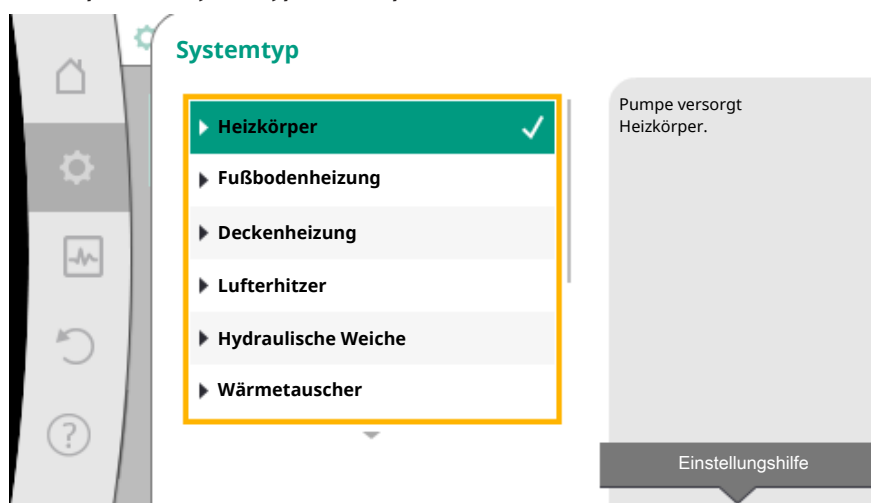 Systemtyp
Heizkörper
Fußbodenheizung
Deckenheizung
Lufterhitzer
Hydraulische Weiche
Wärmetauscher
Pumpe versorgt
Heizkörper.
Einstellungshilfe